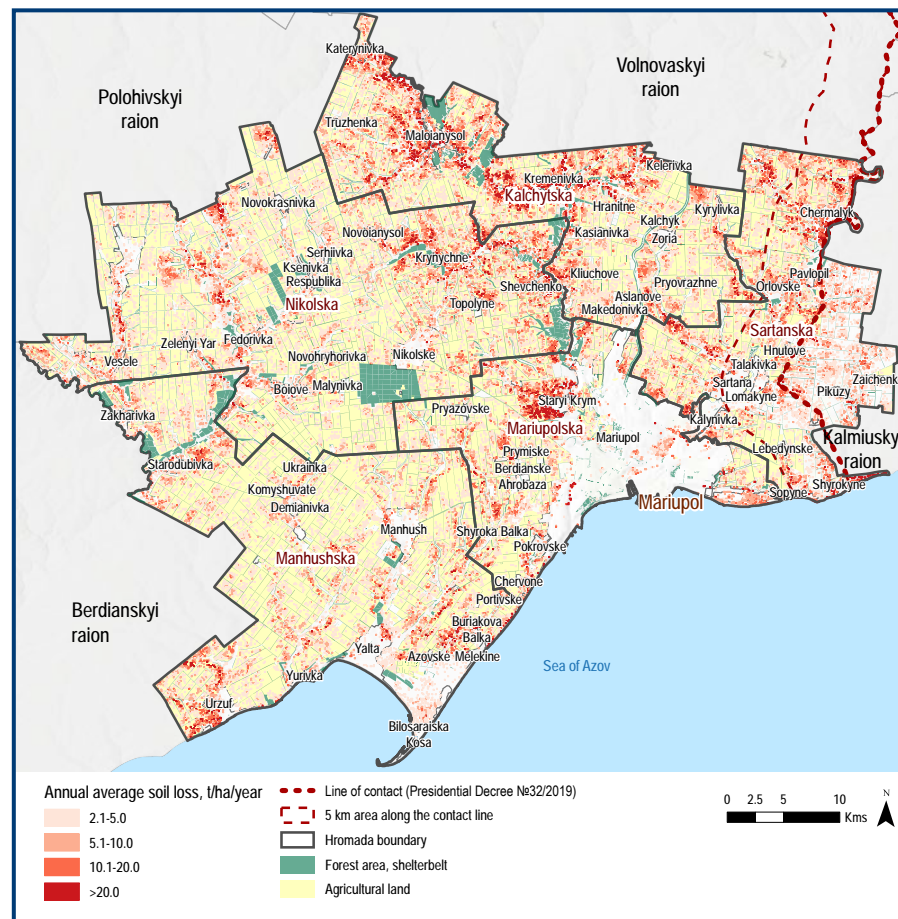 Katerynivka
Volnovaskyi
raion
Polohivskyi
raion
Truzhenka
Maloianysol
Kelerivka
Kremenivka
Kalchytska
Novokrasnivka
Hranitne
Kyrylivka
Chermalyk
Kalchyk
Novoianysol
Kasianivka
Zoria
Serhiivka
Krynychne
Ksenivka
Respublika
Kliuchove
Pavlopil
Shevchenko
Pryovrazhne
Orlovske
Nikolska
Topolyne
Aslanove
Makedonivka
Sartanska
Fedorivka
Zelenyi Yar
Hnutove
Vesele
Novohryhorivka
Nikolske
Talakivka
Zaichenko
Boiove
Malynivka
Sartana
Pikuzy
Lomakyne
Staryi Krym
Zakharivka
Pryazovske
Mariupolska
Kalynivka
Mariupol
Kalmiuskyi
raion
Prymiske
Lebedynske
Starodubivka
Ukrainka
Berdianske
Komyshuvate
Ahrobaza
Shyrokyne
Sopyne
Demianivka
Mariupol
Manhush
Shyroka Balka
Pokrovske
Manhushska
Chervone
Portivske
Berdianskyi
raion
Buriakova
Balka
Yalta
Azovske
Melekine
Sea of Azov
Yurivka
Urzuf
Bilosaraiska
Kosa
Annual average soil loss, t/ha/year
2.1-5.0
5.1-10.0
10.1-20.0
>20.0
Line of contact (Presidential Decree №32/2019)
5 km area along the contact line
Hromada boundary
Forest area, shelterbelt
Agricultural land
0 2.5 5 10
Kms
N